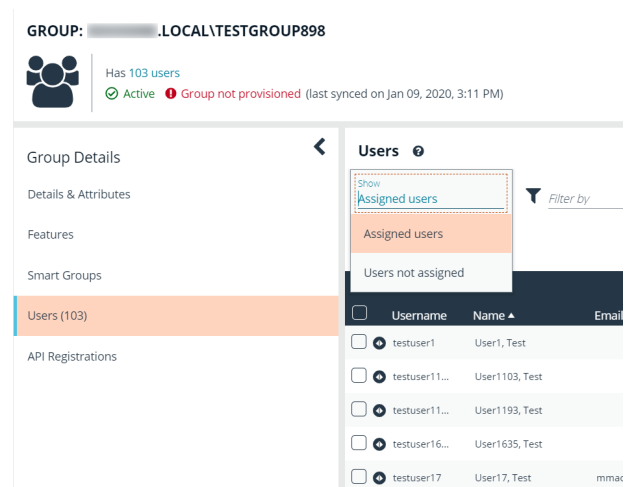 GROUP: .LOCAL\TESTGROUP898
Has 103 users
Active Group not provisioned (last synced on Jan 09, 2020, 3:11 PM)
Group Details
Details & Attributes
Features
Smart Groups
Users (103)
API Registrations
Users
Show
Assigned users
Filter by
Assigned users
Users not assigned
Username Name Email
testuser1 User1, Test
testuser11... User1103, Test
testuser11... User1193, Test
testuser16... User1635, Test
testuser17 User17, Test mmad